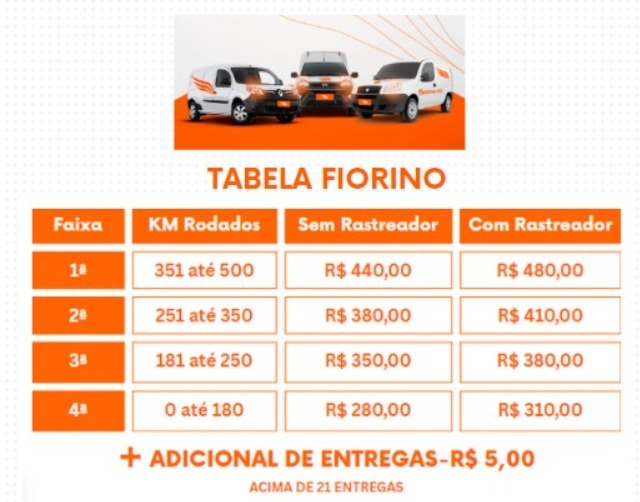 TABELA FIORINO
Faixa KM Rodados Sem Rastreador Com Rastreador
1ª 351 até 500 R$ 440,00 R$ 480,00
2ª 251 até 350 R$ 380,00 R$ 410,00
3ª 181 até 250 R$ 350,00 R$ 380,00
4ª 0 até 180 R$ 280,00 R$ 310,00
+ ADICIONAL DE ENTREGAS-R$ 5,00
ACIMA DE 21 ENTREGAS